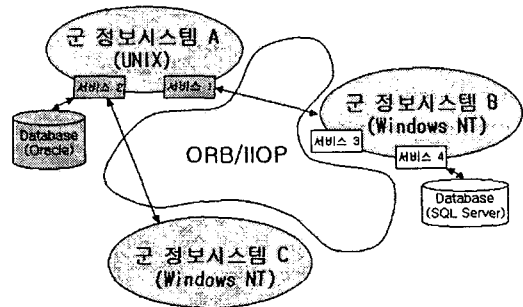 군 정보시스템 A
(UNIX)
서비스 2
서비스 1
Database
(Oracle)
군 정보시스템 B
(Windows NT)
서비스 3
서비스 4
ORB/IIOP
Database
(SQL Server)
군 정보시스템 C
(Windows NT)